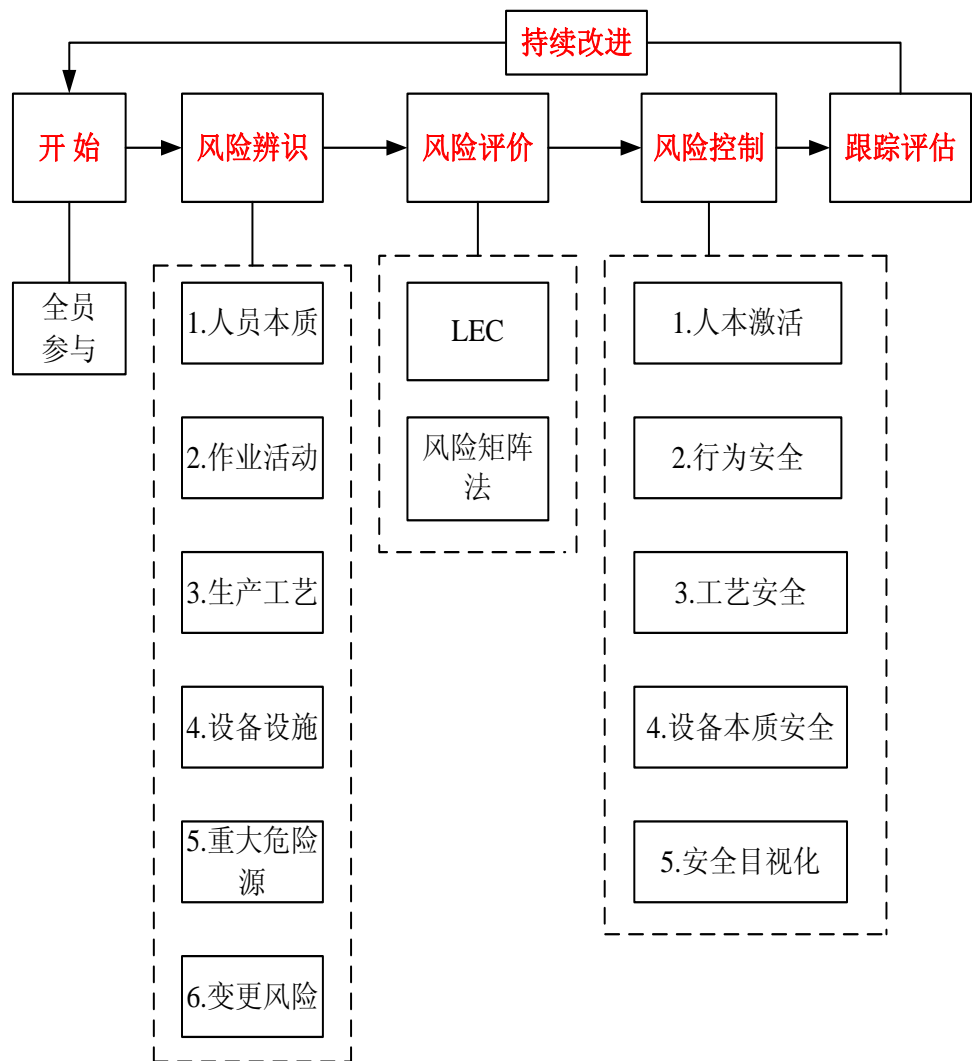 持续改进
开 始
风险辨识
风险评价
风险控制
跟踪评估
全员
参与
1.人员本质
2.作业活动
3.生产工艺
4.设备设施
5.重大危险
源
6.变更风险
LEC
风险矩阵
法
1.人本激活
2.行为安全
3.工艺安全
4.设备本质安全
5.安全目视化